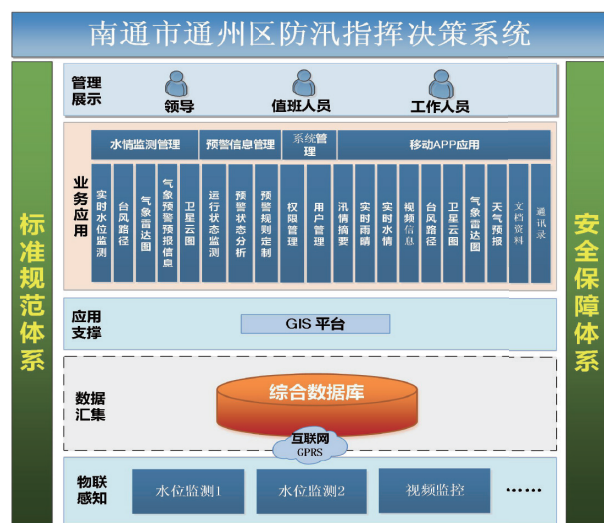 南通市通州区防汛指挥决策系统
标准规范体系
安全保障体系
管理
展示
领导
值班人员
工作人员
业务应用
水情监测管理
预警信息管理
系统管
理
移动APP应用
实时水位监测
台风路径
气象雷达图
气象预警预报信息
卫星云图
运行状态监测
预警状态分析
预警规则定制
权限管理
用户管理
汛情摘要
实时雨晴
实时水情
视频信息
台风路径
卫星云图
气象雷达图
天气预报
文档资料
通讯录
应用
支撑
GIS 平台
数据
汇集
综合数据库
互联网
GPRS
物联
感知
水位监测1
水位监测2
视频监控
……